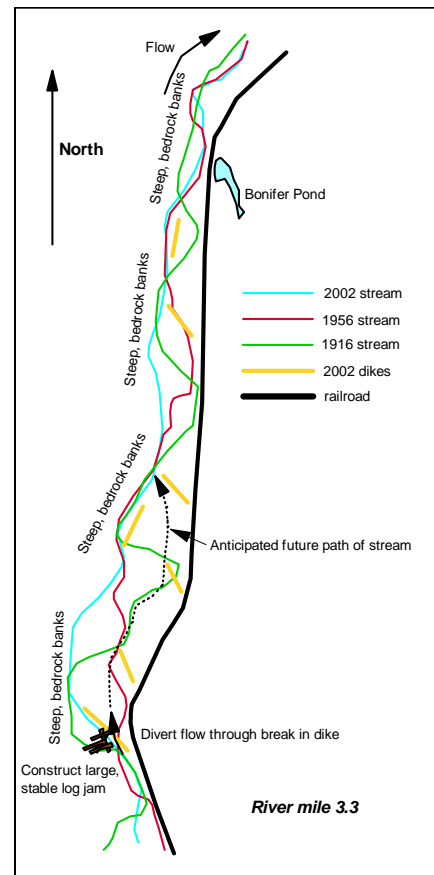 Flow
North
Steep, bedrock banks
Bonifer Pond
Steep, bedrock banks
2002 stream
1956 stream
1916 stream
2002 dikes
railroad
Steep, bedrock banks
Anticipated future path of stream
Steep, bedrock banks
Divert flow through break in dike
Construct large,
stable log jam
River mile 3.3